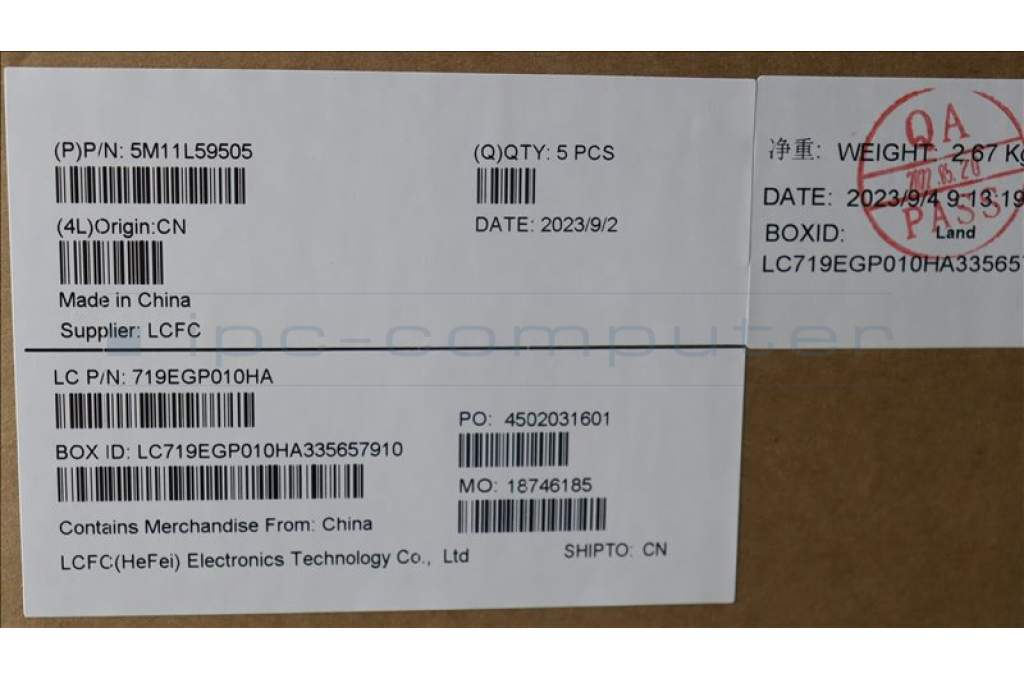 (P)P/N: 5M11L59505
(Q)QTY: 5 PCS
(4L)Origin:CN
DATE: 2023/9/2
Made in China
Supplier: LCFC
LC P/N: 719EGP010HA
PO: 4502031601
BOX ID: LC719EGP010HA335657910
MO: 18746185
Contains Merchandise From: China
LCFC(HeFei) Electronics Technology Co., Ltd
SHIPTO: CN
净重: WEIGHT: 2.67 Kg
DATE: 2023/9/4 9:13:19
BOXID: Land
LC719EGP010HA33565
QA
PASS
ipc-computer